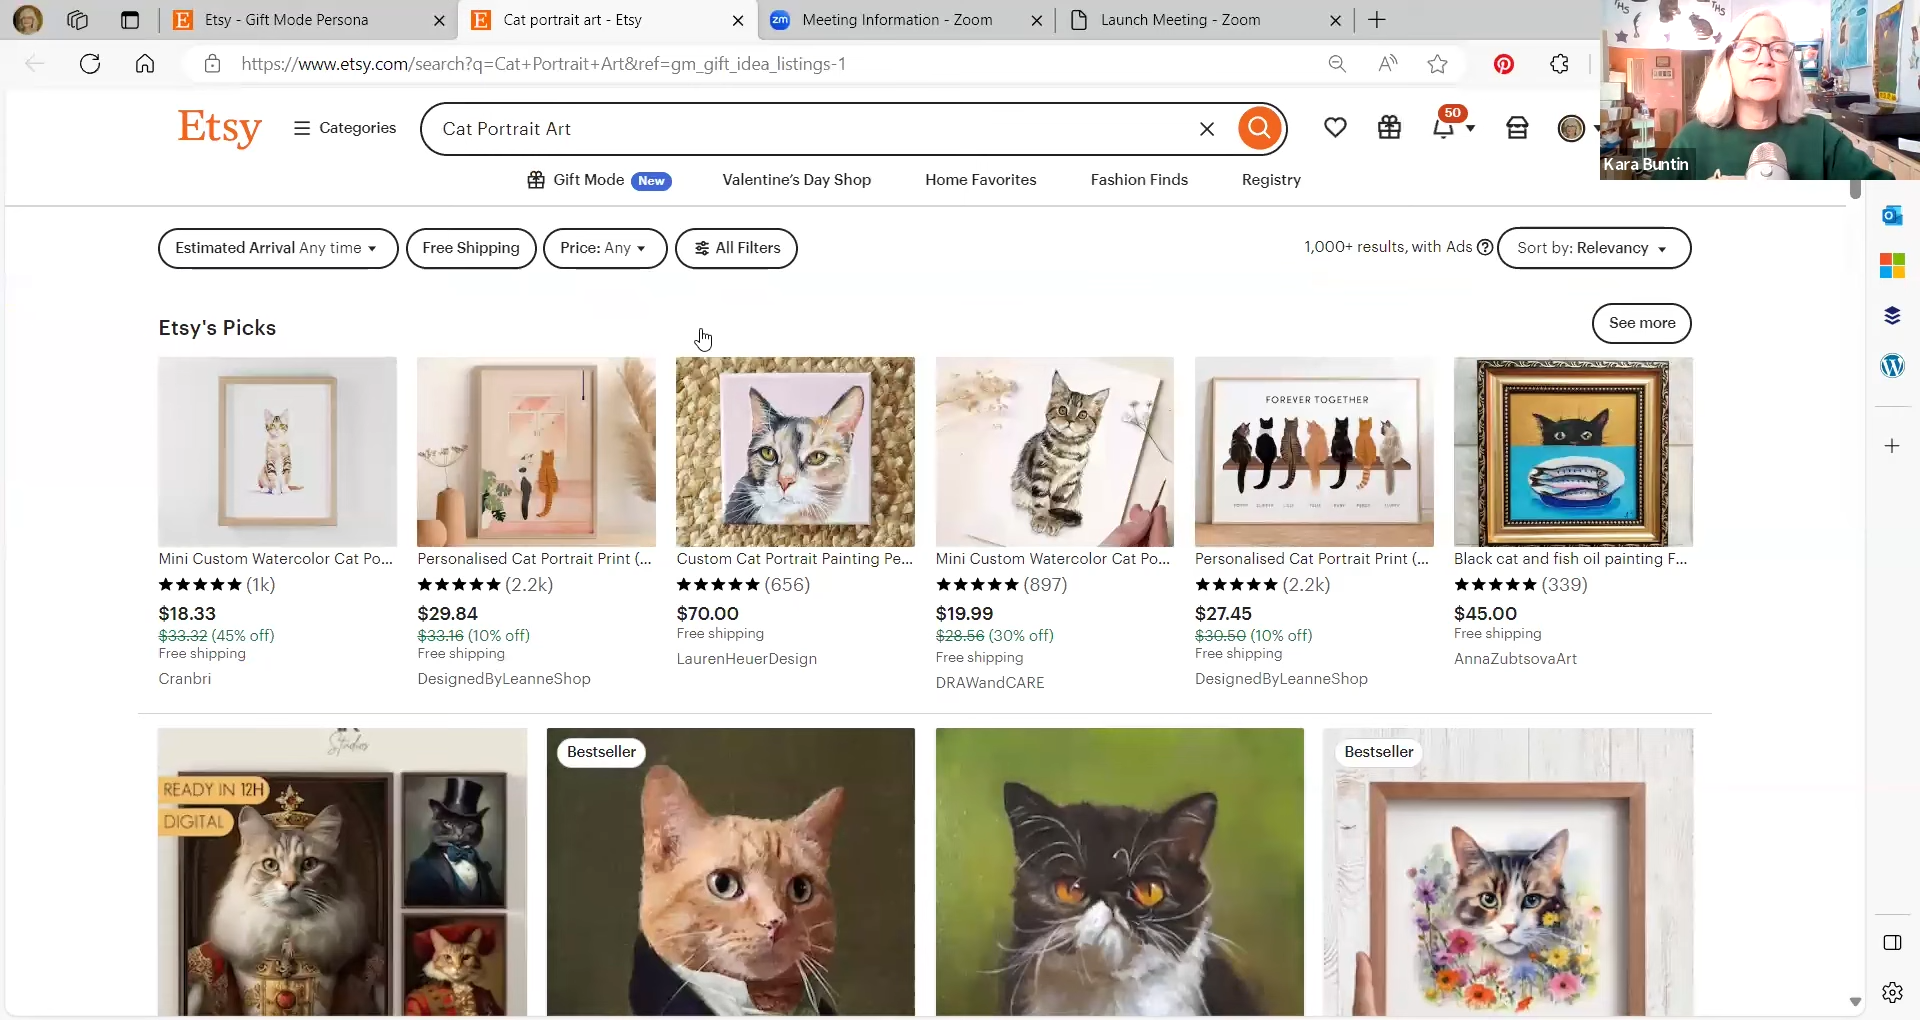 Etsy - Gift Mode Persona
Cat portrait art - Etsy
zm
Meeting Information - Zoom
Launch Meeting - Zoom
https://www.etsy.com/search?q=Cat+Portrait+Art&ref=gm_gift_idea_listings-1
Etsy
Categories
Cat Portrait Art
50
Kara Buntin
Gift Mode New
Valentine's Day Shop
Home Favorites
Fashion Finds
Registry
Estimated Arrival Any time
Free Shipping
Price: Any
All Filters
1,000+ results, with Ads
Sort by: Relevancy
Etsy's Picks
See more
FOREVER TOGETHER
Mini Custom Watercolor Cat Po...
(1k)
$18.33
$33.32 (45% off)
Free shipping
Cranbri
Personalised Cat Portrait Print (...
(2.2k)
$29.84
$33.16 (10% off)
Free shipping
DesignedByLeanneShop
Custom Cat Portrait Painting Pe...
(656)
$70.00
Free shipping
LaurenHeuerDesign
Mini Custom Watercolor Cat Po...
(897)
$19.99
$28.56 (30% off)
Free shipping
DRAWandCARE
Personalised Cat Portrait Print (...
(2.2k)
$27.45
$30.50 (10% off)
Free shipping
DesignedByLeanneShop
Black cat and fish oil painting F...
(339)
$45.00
Free shipping
AnnaZubtsovaArt
Studios
READY IN 12H
DIGITAL
Bestseller
Bestseller